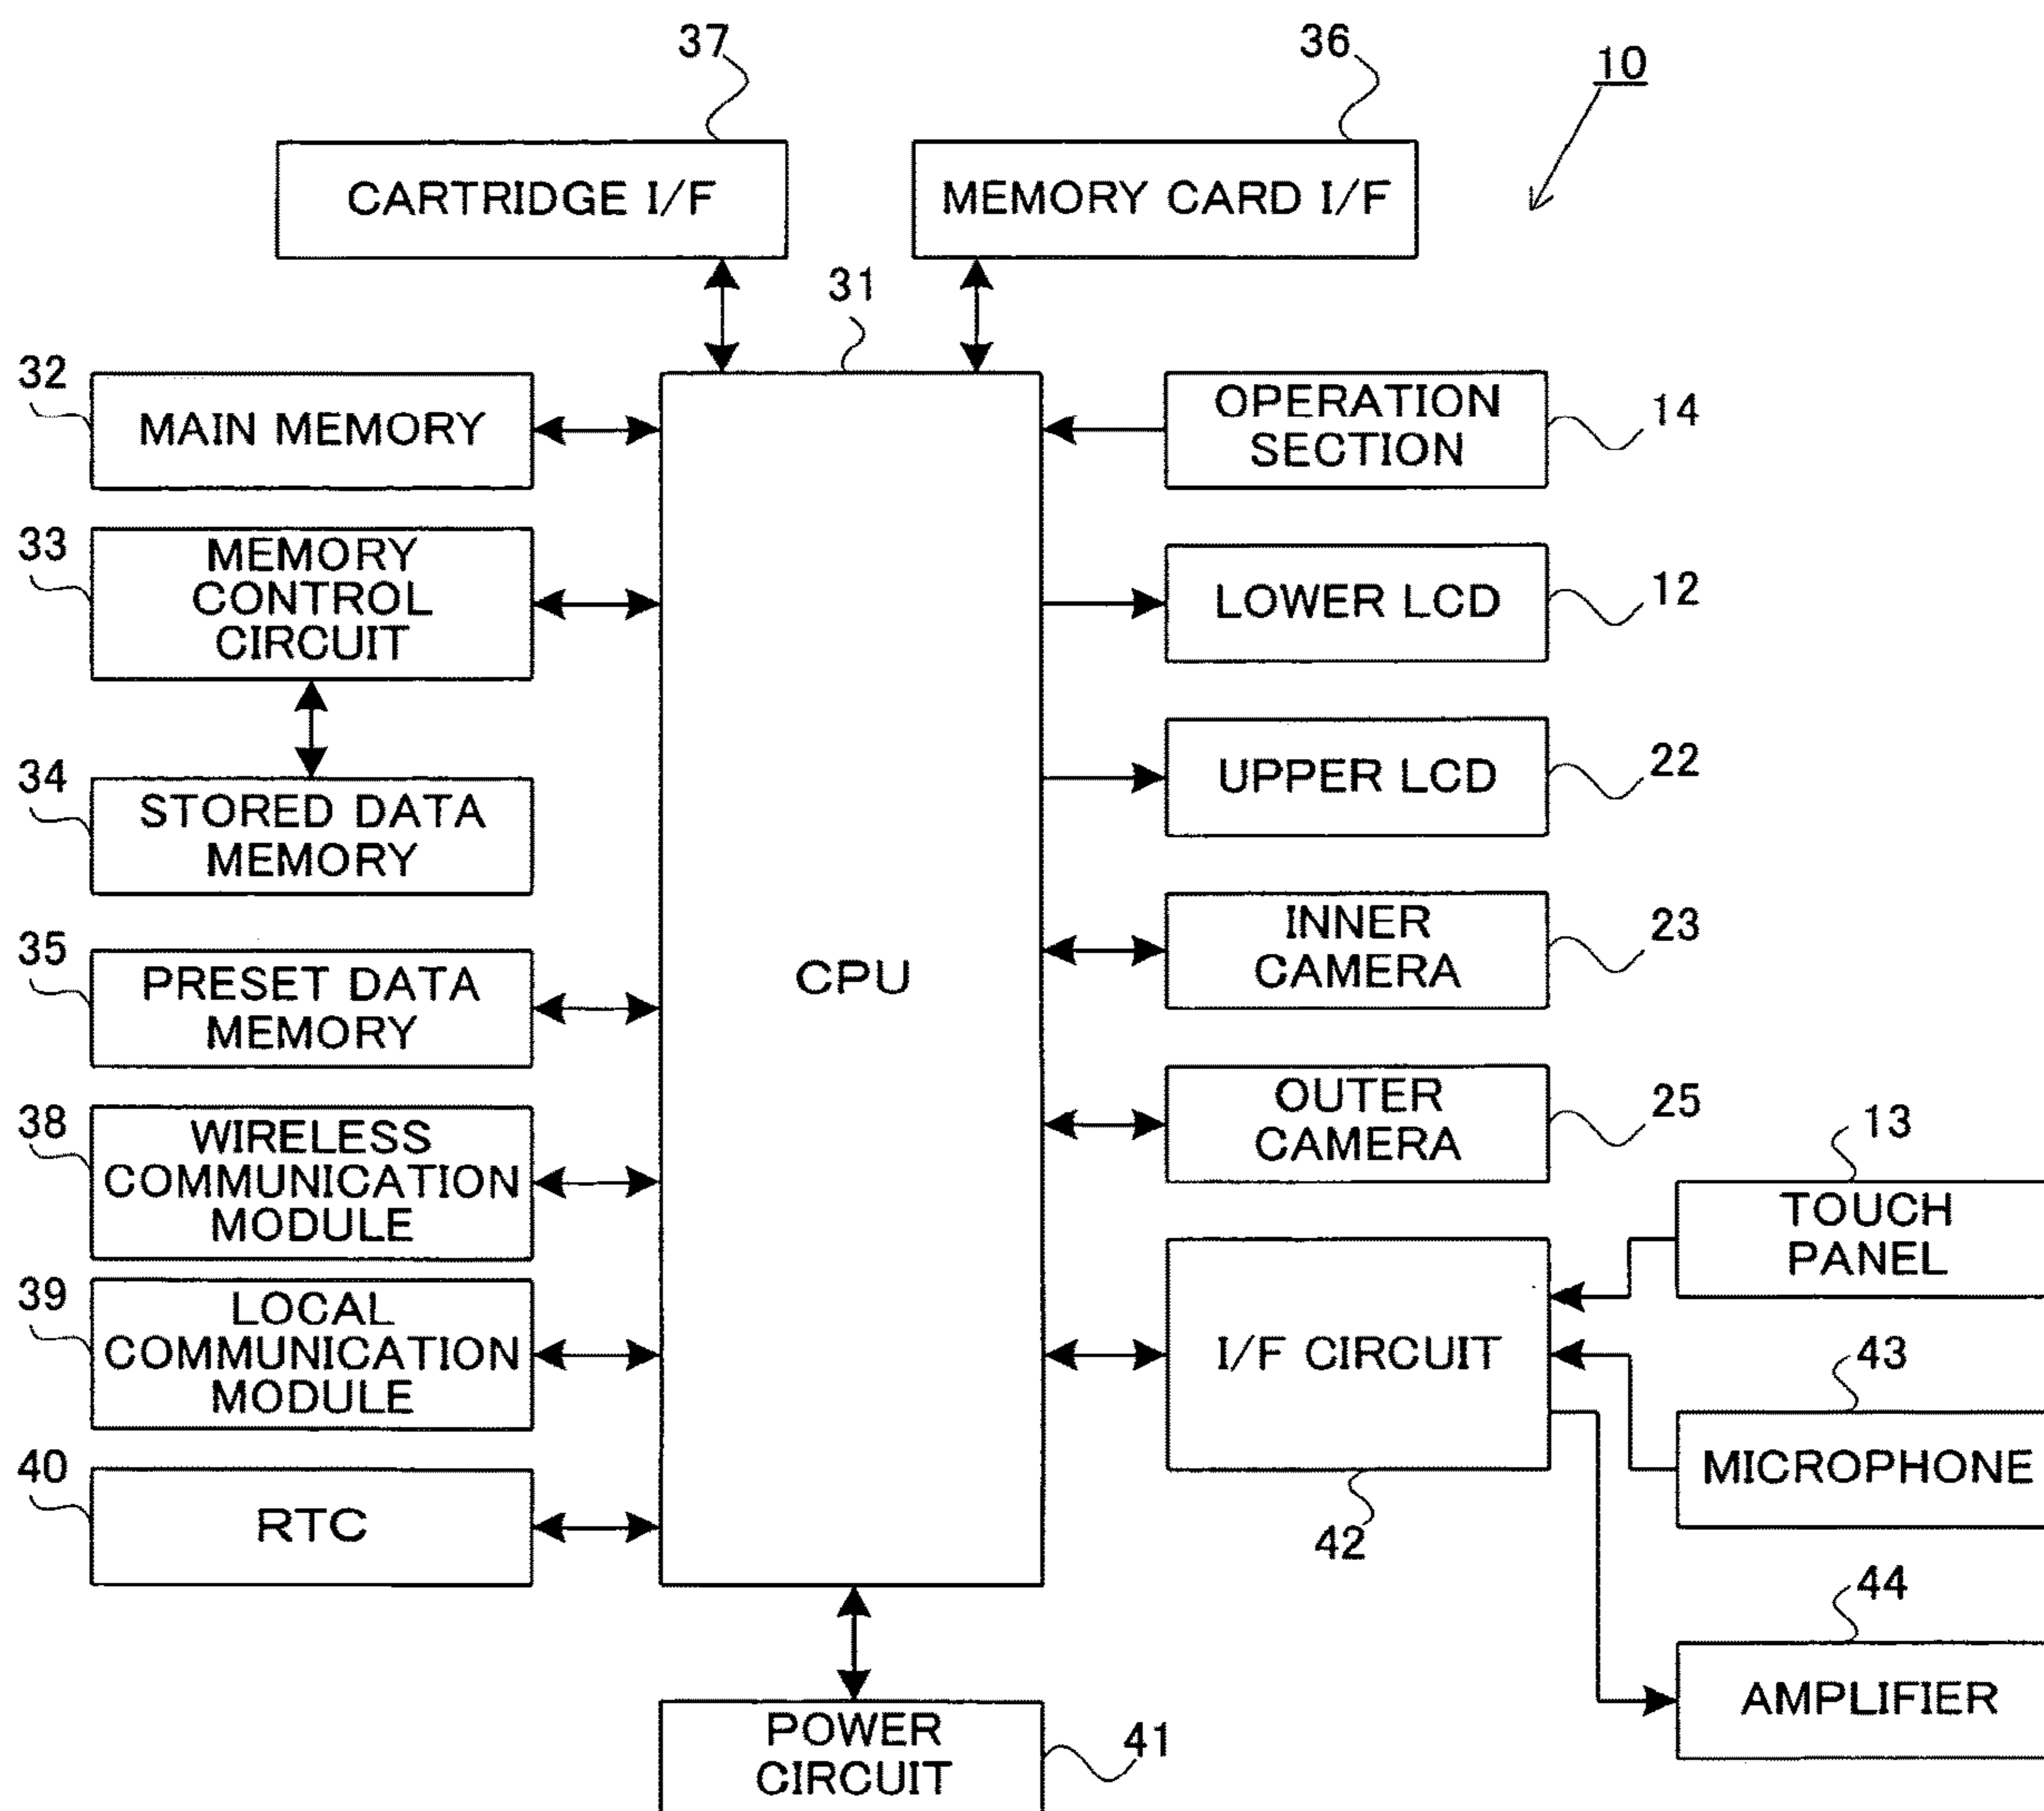 37
36
10
CARTRIDGE I/F
MEMORY CARD I/F
31
32
MAIN MEMORY
OPERATION
SECTION
14
33
MEMORY
CONTROL
CIRCUIT
LOWER LCD
12
34
STORED DATA
MEMORY
UPPER LCD
22
35
PRESET DATA
MEMORY
CPU
INNER
CAMERA
23
38
WIRELESS
COMMUNICATION
MODULE
OUTER
CAMERA
25
13
TOUCH
PANEL
39
LOCAL
COMMUNICATION
MODULE
I/F CIRCUIT
43
MICROPHONE
40
RTC
42
44
AMPLIFIER
POWER
CIRCUIT
41